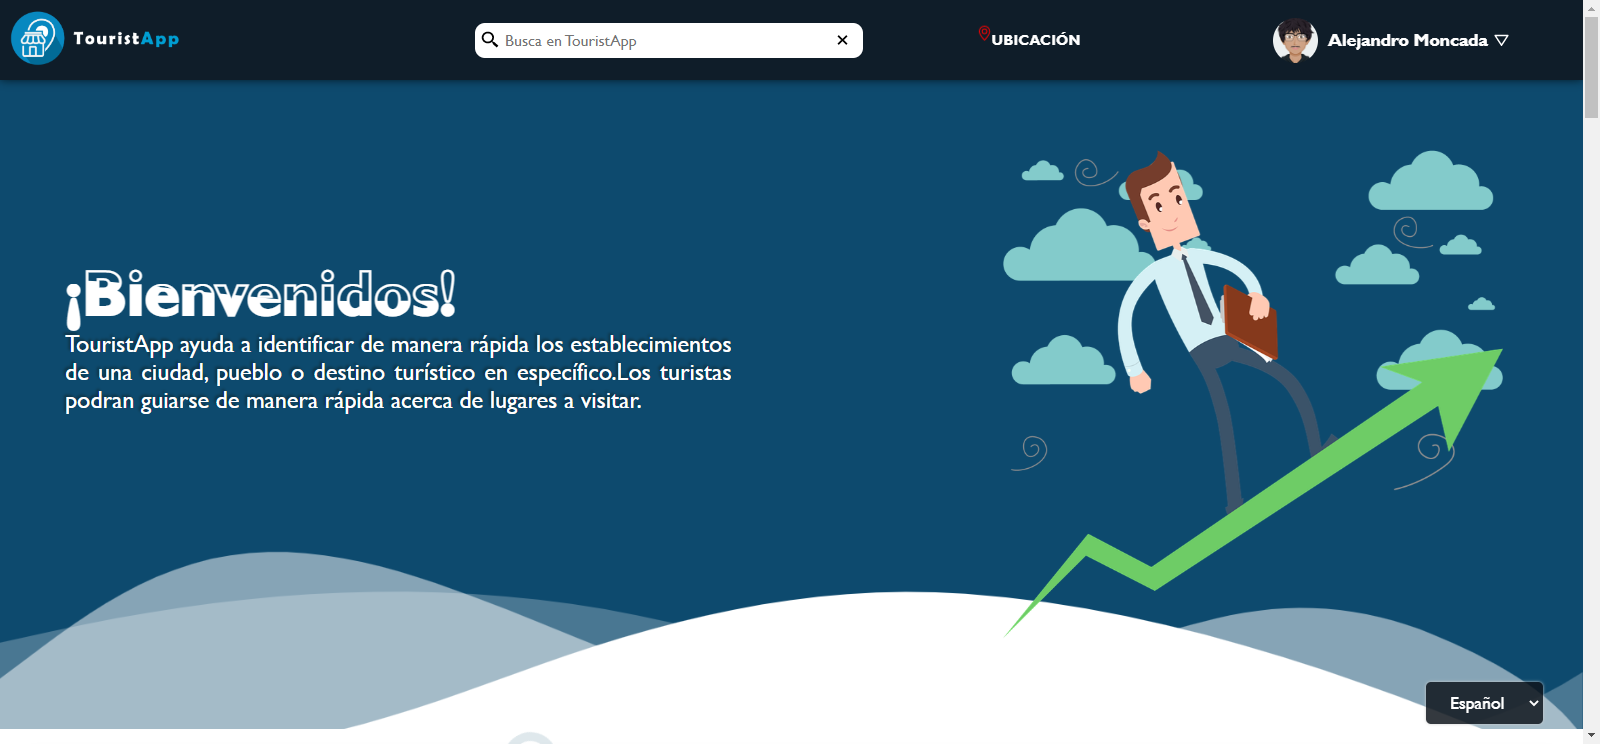 TouristApp
Busca en TouristApp
UBICACIÓN
Alejandro Moncada
¡Bienvenidos!
TouristApp ayuda a identificar de manera rápida los establecimientos
de una ciudad, pueblo o destino turístico en específico.Los turistas
podran guiarse de manera rápida acerca de lugares a visitar.
Español